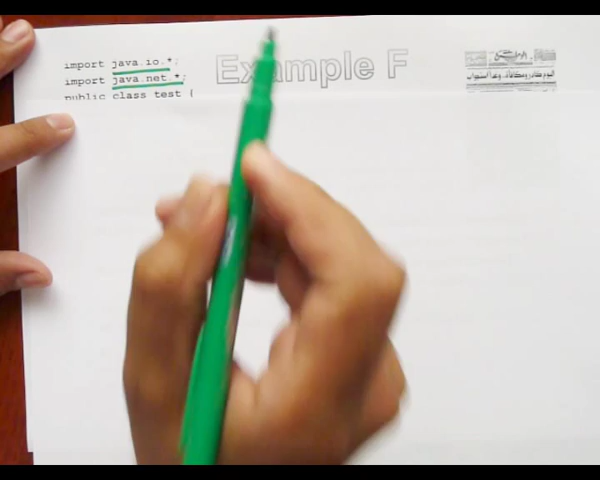 import java.io.*;
import java.net.*;
public class test {
Example F